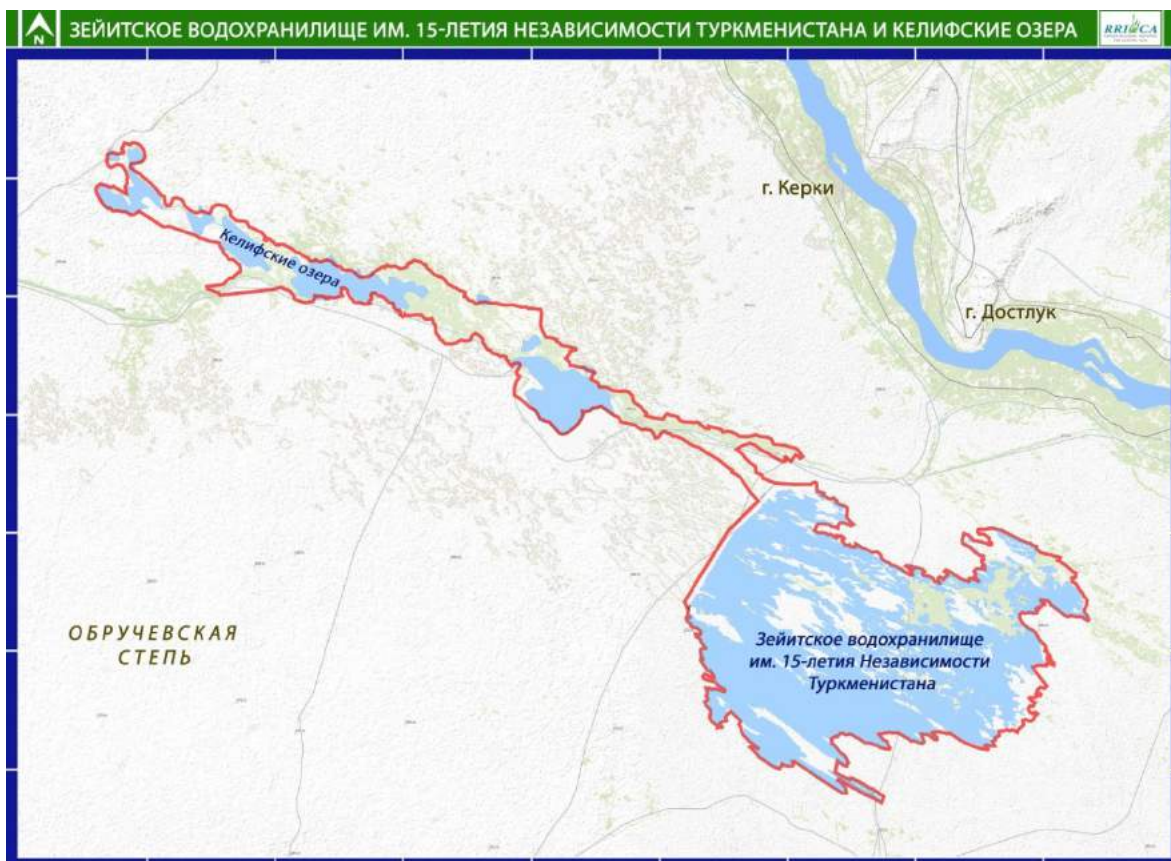 N
ЗЕЙИТСКОЕ ВОДОХРАНИЛИЩЕ ИМ. 15-ЛЕТИЯ НЕЗАВИСИМОСТИ ТУРКМЕНИСТАНА И КЕЛИФСКИЕ ОЗЕРА
RRIOCA
г. Керки
Келифские озера
г. Достлук
ОБРУЧЕВСКАЯ
СТЕПЬ
Зейитское водохранилище
им. 15-летия Независимости
Туркменистана